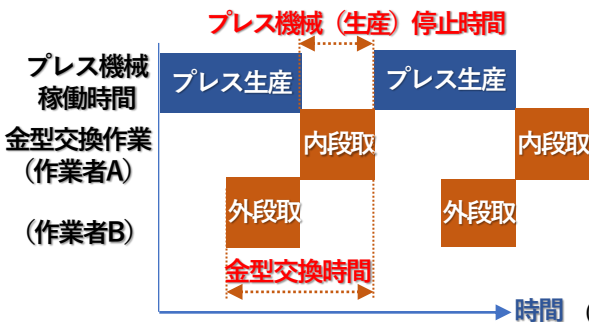 プレス機械（生産）停止時間
プレス機械
稼働時間
プレス生産
プレス生産
金型交換作業
（作業者A）
内段取
内段取
（作業者B）
外段取
外段取
金型交換時間
時間（